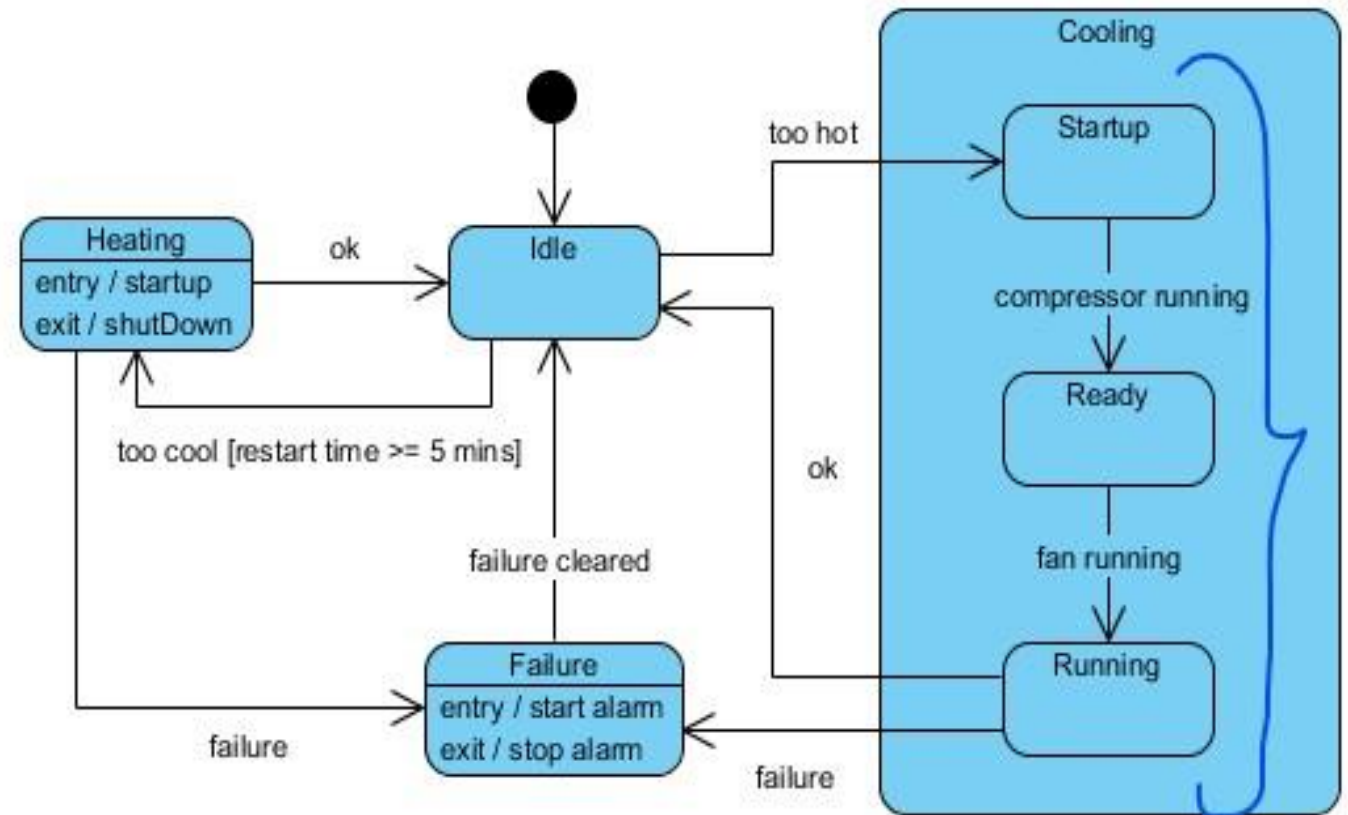 Cooling
Startup
too hot
Heating
entry / startup
exit / shutDown
ok
Idle
compressor running
Ready
too cool [restart time >= 5 mins]
ok
failure cleared
fan running
Failure
entry / start alarm
exit / stop alarm
Running
failure
failure